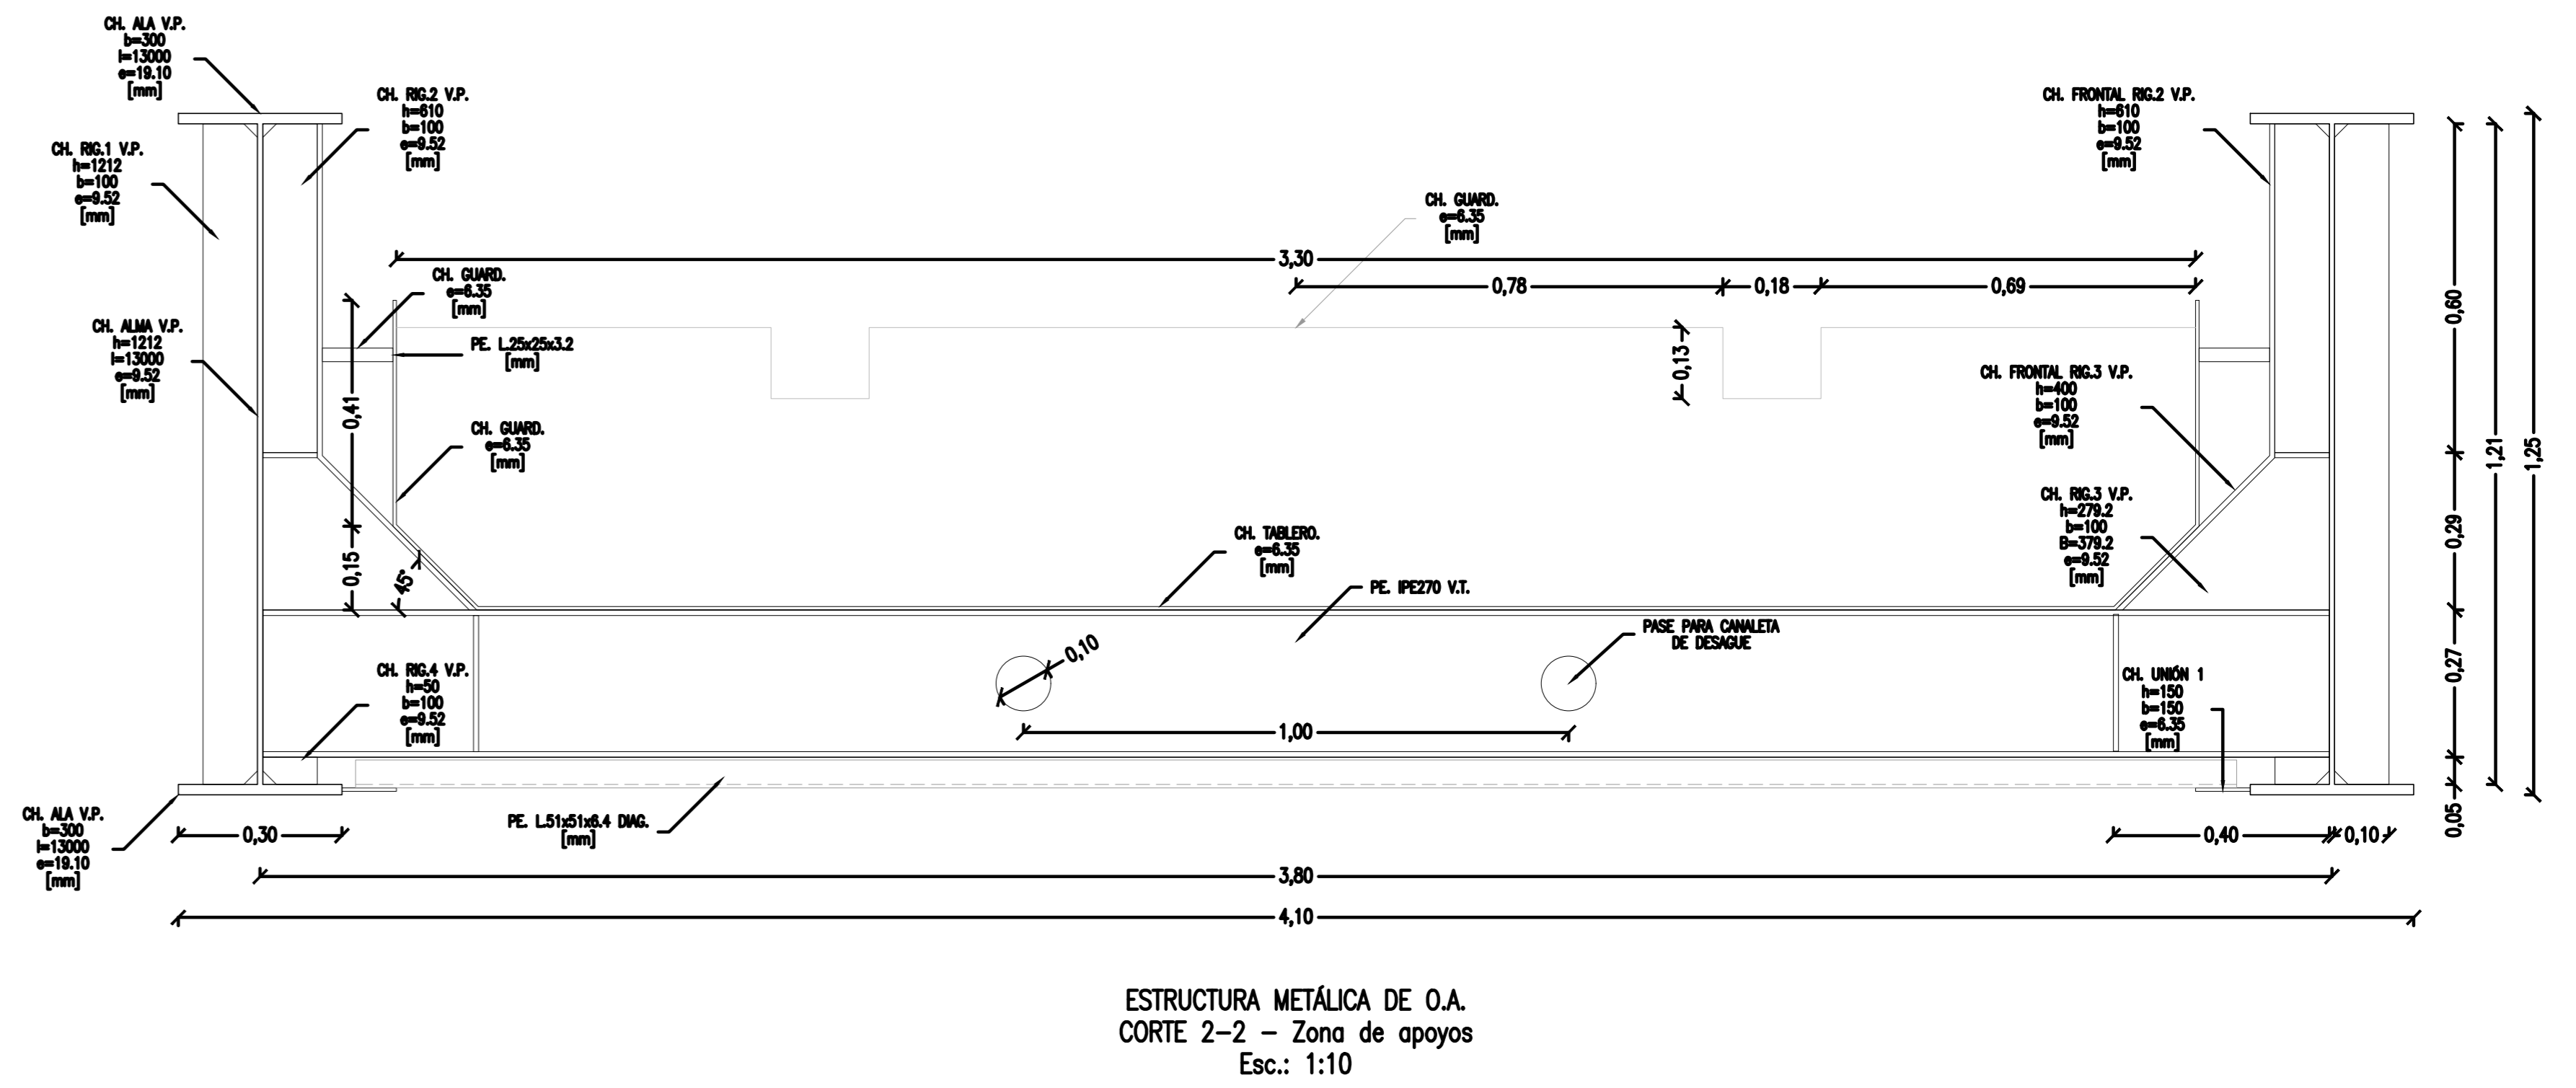 CH. ALA V.P.
b=300
l=13000
e=19.10
[mm]
CH. RIG.2 V.P.
h=610
b=100
e=9.52
[mm]
CH. FRONTAL RIG.2 V.P.
h=610
b=100
e=9.52
[mm]
CH. RIG.1 V.P.
h=1212
b=100
e=9.52
[mm]
CH. GUARD.
e=6.35
[mm]
3,30
CH. GUARD.
e=6.35
[mm]
0,78
0,18
0,69
0,60
CH. ALMA V.P.
h=1212
l=13000
e=9.52
[mm]
PE. L.25x25x3.2
[mm]
0,13
CH. FRONTAL RIG.3 V.P.
h=400
b=100
e=9.52
[mm]
0,41
CH. GUARD.
e=6.35
[mm]
1,21
1,25
CH. RIG.3 V.P.
h=279.2
b=100
B=379.2
e=9.52
[mm]
CH. TABLERO.
e=6.35
[mm]
0,29
0,15
45°
PE. IPE270 V.T.
PASE PARA CANALETA
DE DESAGUE
0,10
0,27
CH. RIG.4 V.P.
h=50
b=100
e=9.52
[mm]
CH. UNIÓN 1
h=150
b=150
e=6.35
[mm]
1,00
CH. ALA V.P.
b=300
l=13000
e=19.10
[mm]
PE. L.51x51x6.4 DIAG.
[mm]
0,05
0,30
0,40
0,10
3,80
4,10
ESTRUCTURA METÁLICA DE O.A.
CORTE 2-2 - Zona de apoyos
Esc.: 1:10